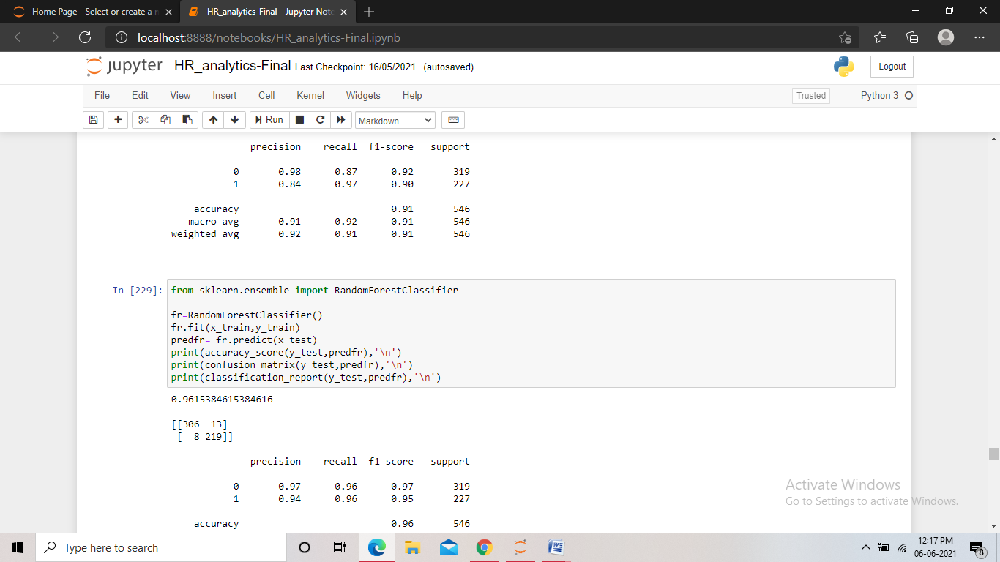 Home Page - Select or create a n
HR_analytics-Final - Jupyter Note
localhost:8888/notebooks/HR_analytics-Final.ipynb
jupyter HR_analytics-Final Last Checkpoint: 16/05/2021 (autosaved)
Logout
File Edit View Insert Cell Kernel Widgets Help
Trusted
Python 3
Run
Markdown
precision recall f1-score support
0 0.98 0.87 0.92 319
1 0.84 0.97 0.90 227
accuracy 0.91 546
macro avg 0.91 0.92 0.91 546
weighted avg 0.92 0.91 0.91 546
In [229]:
from sklearn.ensemble import RandomForestClassifier
fr=RandomForestClassifier()
fr.fit(x_train,y_train)
predfr= fr.predict(x_test)
print(accuracy_score(y_test,predfr),'\n')
print(confusion_matrix(y_test,predfr),'\n')
print(classification_report(y_test,predfr),'\n')
0.9615384615384616
[[306 13]
[ 8 219]]
precision recall f1-score support
0 0.97 0.96 0.97 319
1 0.94 0.96 0.95 227
accuracy 0.96 546
Activate Windows
Go to Settings to activate Windows.
Type here to search
12:17 PM
06-06-2021
8